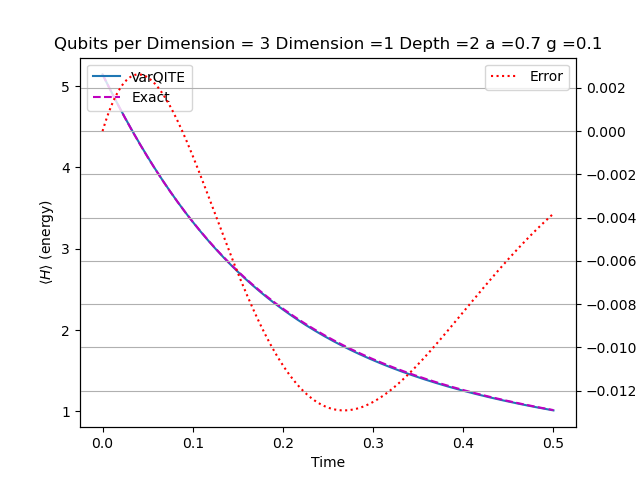 Qubits per Dimension = 3 Dimension =1 Depth =2 a =0.7 g =0.1
VarQITE
Exact
Error
5
4
3
2
1
⟨H⟩ (energy)
0.002
0.000
−0.002
−0.004
−0.006
−0.008
−0.010
−0.012
0.0 0.1 0.2 0.3 0.4 0.5
Time